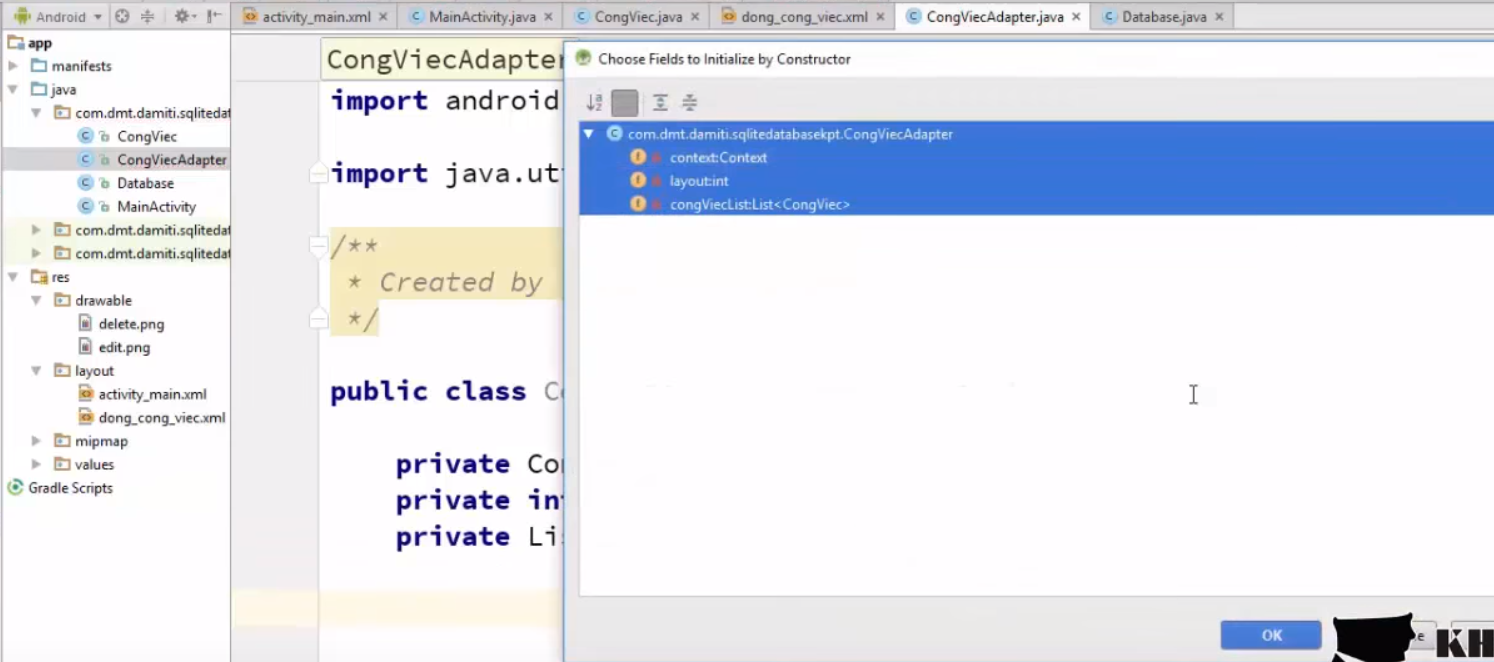 Android
activity_main.xml
MainActivity.java
CongViec.java
dong_cong_viec.xml
CongViecAdapter.java
Database.java
app
manifests
java
com.dmt.damiti.sqlitedat
CongViec
CongViecAdapter
Database
MainActivity
com.dmt.damiti.sqlitedat
com.dmt.damiti.sqlitedat
res
drawable
delete.png
edit.png
layout
activity_main.xml
dong_cong_viec.xml
mipmap
values
Gradle Scripts
CongViecAdapter
import android
import java.ut
/**
* Created by
*/
public class
private
private int
private
Choose Fields to Initialize by Constructor
com.dmt.damiti.sqlitedatabasekpt.CongViecAdapter
context:Context
layout:int
congViecList:List<CongViec>
OK
KH